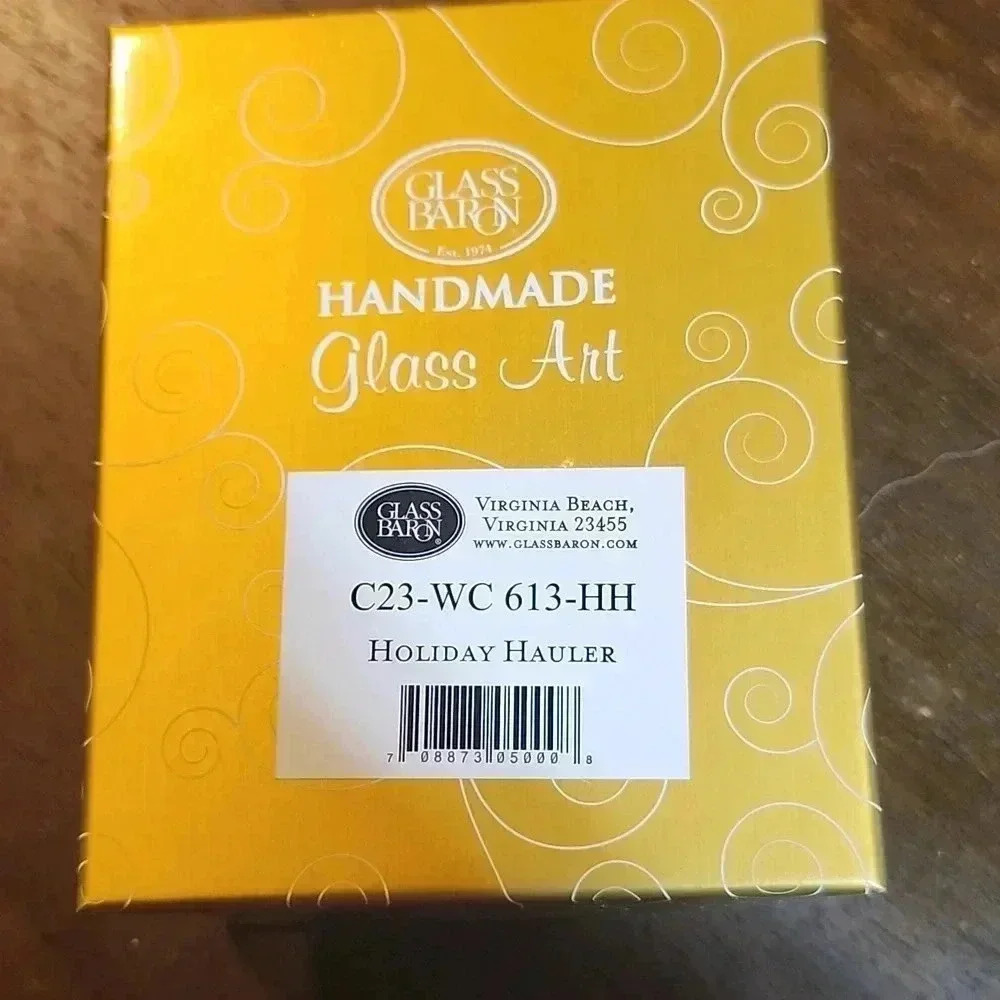 GLASS
BARON
EST. 1974
HANDMADE
Glass Art
GLASS
BARON®
VIRGINIA BEACH,
VIRGINIA 23455
WWW.GLASSBARON.COM
C23-WC 613-HH
HOLIDAY HAULER
7 08873 05000 8